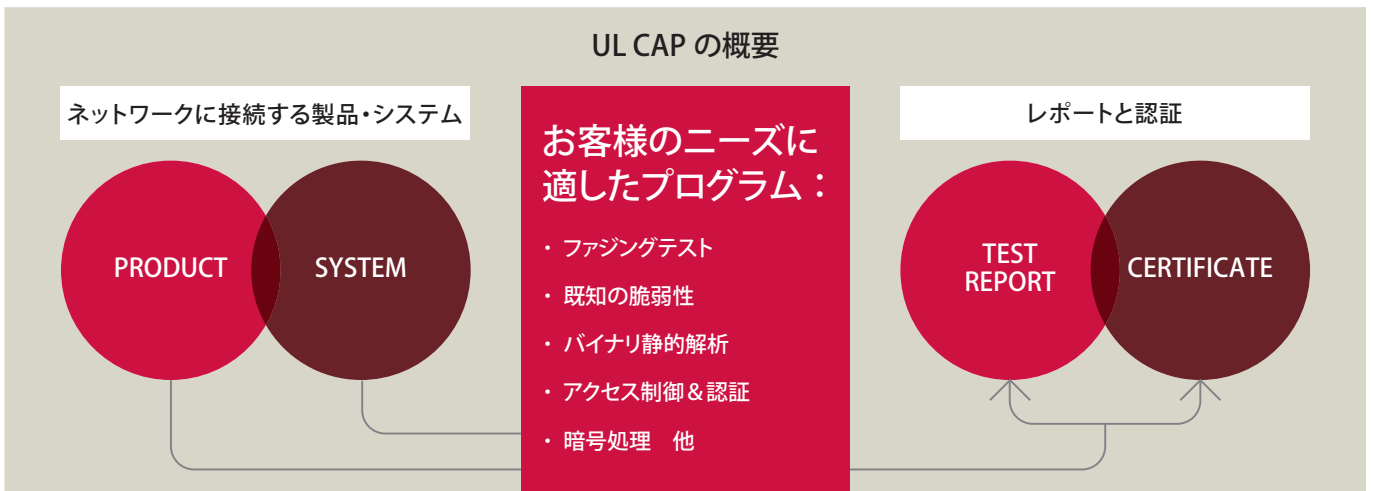 UL CAP の概要
ネットワークに接続する製品・システム
PRODUCT
SYSTEM
お客様のニーズに
適したプログラム：
・ ファジングテスト
・ 既知の脆弱性
・ バイナリ静的解析
・ アクセス制御＆認証
・ 暗号処理　他
レポートと認証
TEST
REPORT
CERTIFICATE